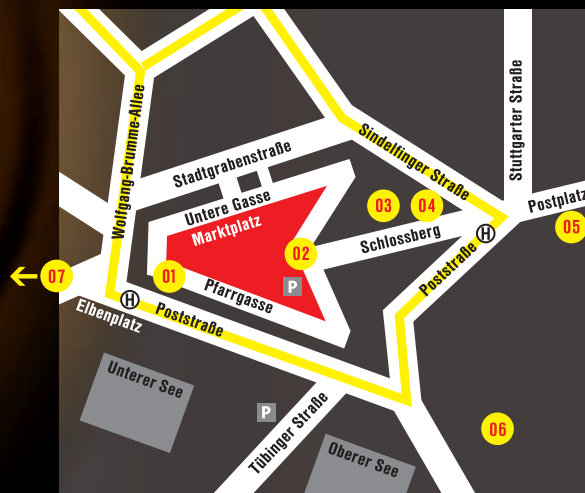 Stuttgarter Straße
Wolfgang-Brumme-Allee
Sindelfinger Straße
Stadtgrabenstraße
Untere Gasse
Marktplatz
03
04
Postplatz
05
Schlossberg
H
02
Poststraße
07
01
P
Pfarrgasse
H
Elbenplatz
Poststraße
Unterer See
P
Tübinger Straße
06
Oberer See